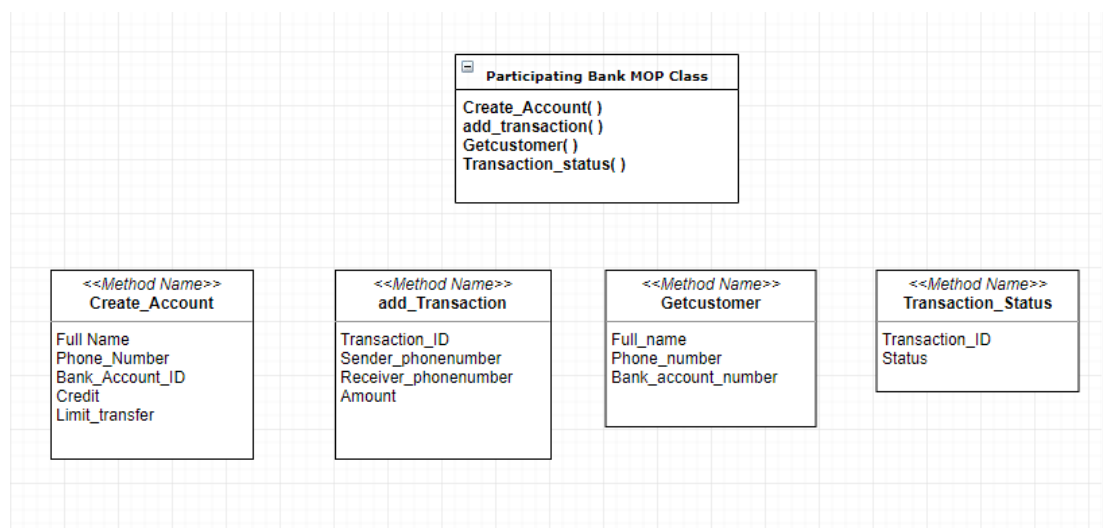 Participating Bank MOP Class
Create_Account( )
add_transaction( )
Getcustomer( )
Transaction_status( )
<<Method Name>>
Create_Account
Full Name
Phone_Number
Bank_Account_ID
Credit
Limit_transfer
<<Method Name>>
add_Transaction
Transaction_ID
Sender_phonenumber
Receiver_phonenumber
Amount
<<Method Name>>
Getcustomer
Full_name
Phone_number
Bank_account_number
<<Method Name>>
Transaction_Status
Transaction_ID
Status